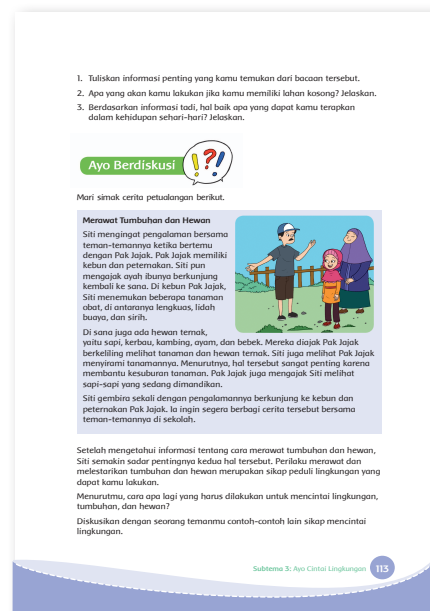 1. Tuliskan informasi penting yang kamu temukan dari bacaan tersebut.
2. Apa yang akan kamu lakukan jika kamu memiliki lahan kosong? Jelaskan.
3. Berdasarkan informasi tadi, hal baik apa yang dapat kamu terapkan
dalam kehidupan sehari-hari? Jelaskan.
Ayo Berdiskusi
Mari simak cerita petualangan berikut.
Merawat Tumbuhan dan Hewan
Siti mengingat pengalaman bersama
teman-temannya ketika bertemu
dengan Pak Jajak. Pak Jajak memiliki
kebun dan peternakan. Siti pun
mengajak ayah ibunya berkunjung
kembali ke sana. Di kebun Pak Jajak,
Siti menemukan beberapa tanaman
obat, di antaranya lengkuas, lidah
buaya, dan sirih.
Di sana juga ada hewan ternak,
yaitu sapi, kerbau, kambing, ayam, dan bebek. Mereka diajak Pak Jajak
berkeliling melihat tanaman dan hewan ternak. Siti juga melihat Pak Jajak
menyirami tanamannya. Menurutnya, hal tersebut sangat penting karena
membantu kesuburan tanaman. Pak Jajak juga mengajak Siti melihat
sapi-sapi yang sedang dimandikan.
Siti gembira sekali dengan pengalamannya berkunjung ke kebun dan
peternakan Pak Jajak. Ia ingin segera berbagi cerita tersebut bersama
teman-temannya di sekolah.
Setelah mengetahui informasi tentang cara merawat tumbuhan dan hewan,
Siti semakin sadar pentingnya kedua hal tersebut. Perilaku merawat dan
melestarikan tumbuhan dan hewan merupakan sikap peduli lingkungan yang
dapat kamu lakukan.
Menurutmu, cara apa lagi yang harus dilakukan untuk mencintai lingkungan,
tumbuhan, dan hewan?
Diskusikan dengan seorang temanmu contoh-contoh lain sikap mencintai
lingkungan.
Subtema 3: Ayo Cintai Lingkungan 113